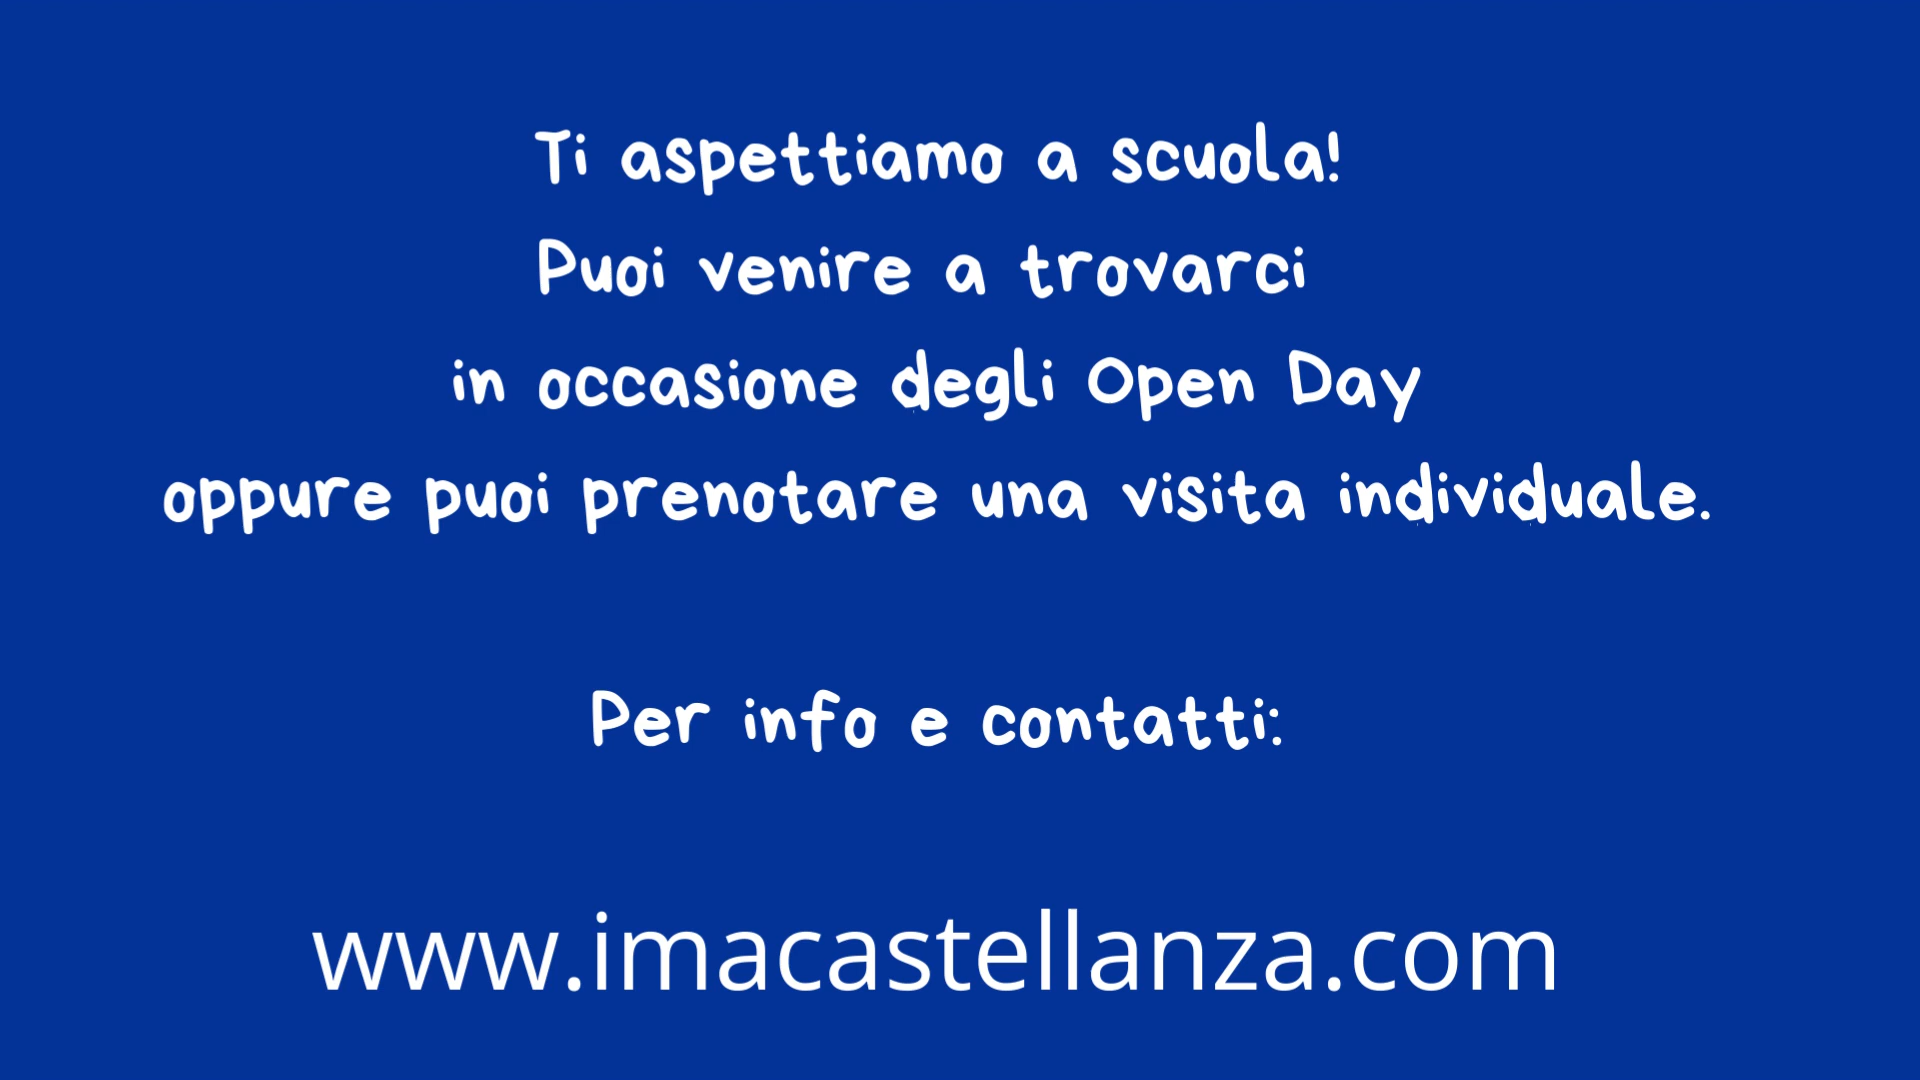 Ti aspettiamo a scuola!
Puoi venire a trovarci
in occasione degli Open Day
oppure puoi prenotare una visita individuale.
Per info e contatti:
www.imacastellanza.com